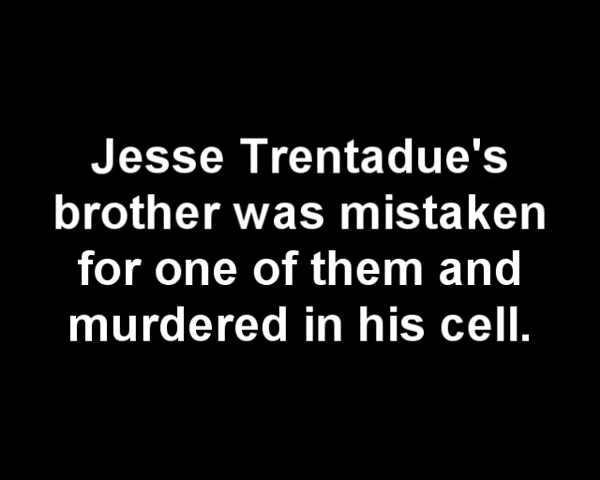 Jesse Trentadue's
brother was mistaken
for one of them and
murdered in his cell.